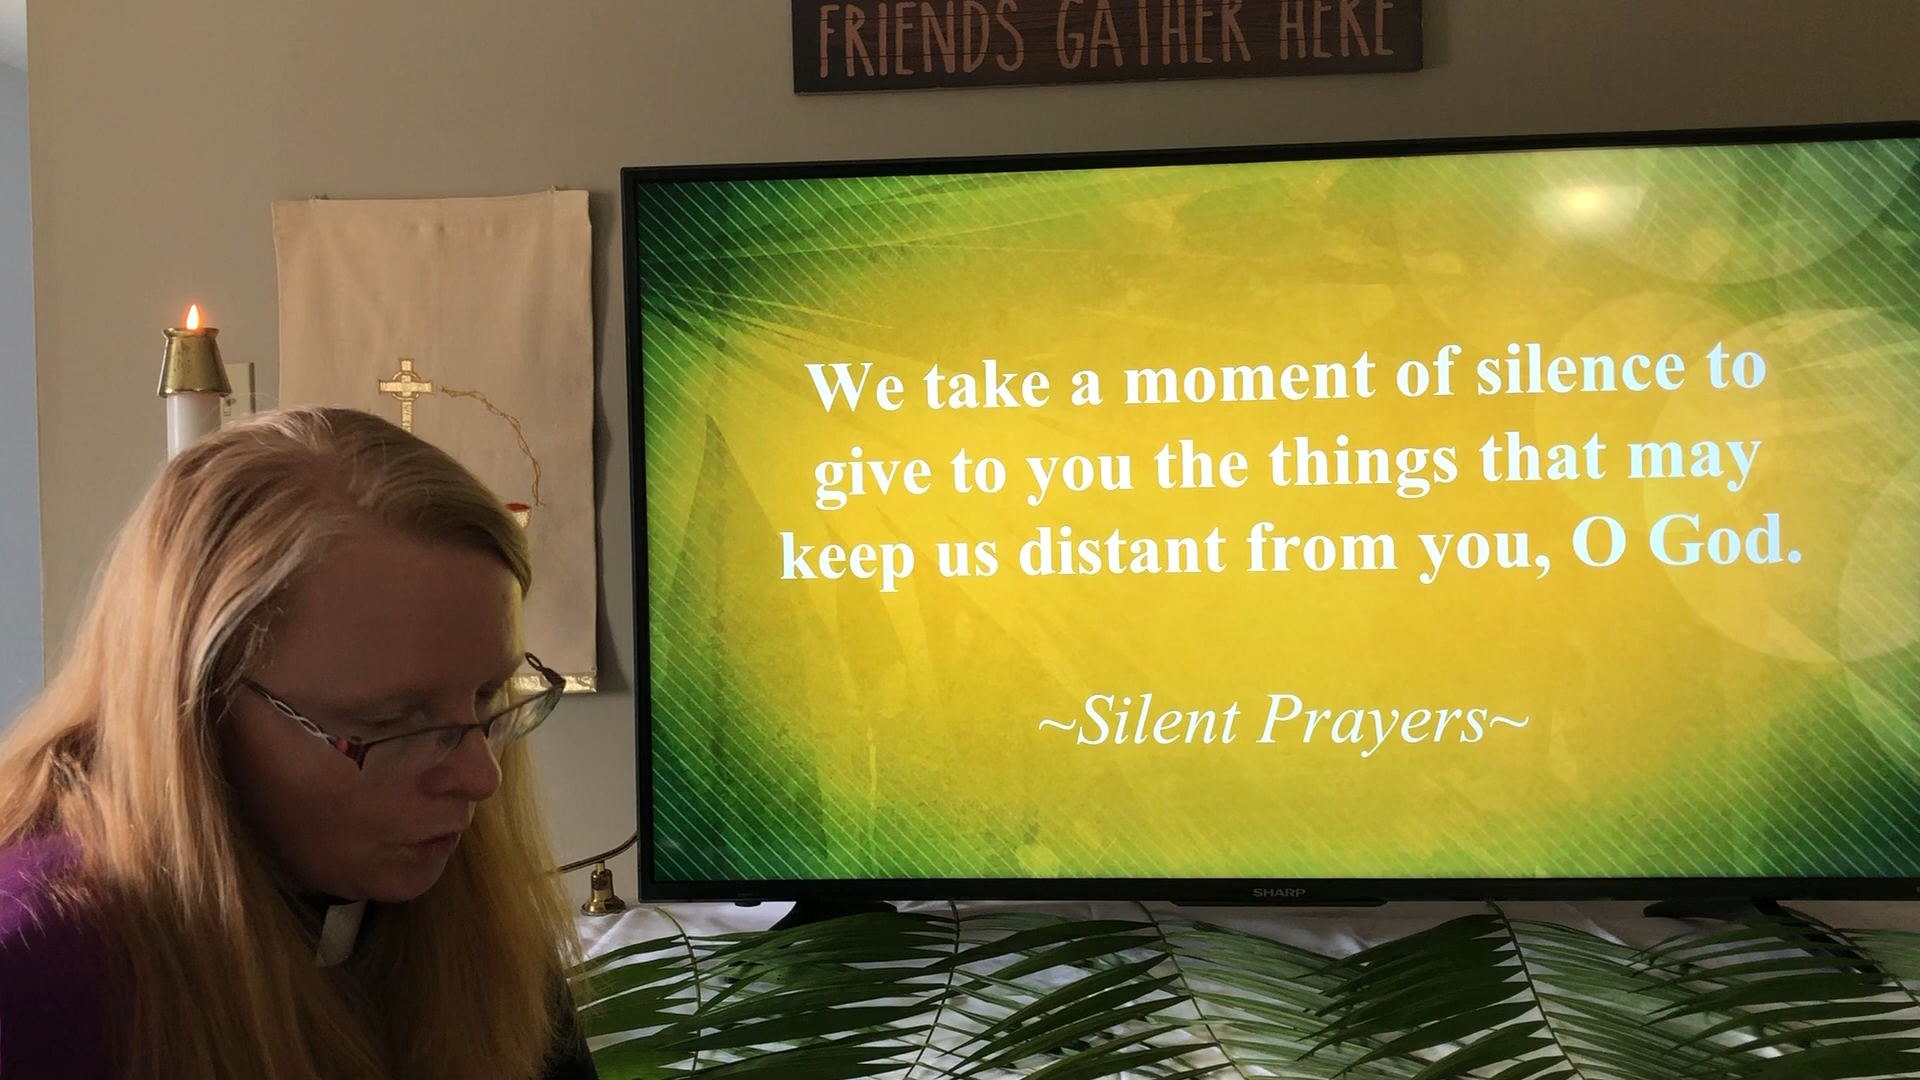 FRIENDS GATHER HERE
We take a moment of silence to
give to you the things that may
keep us distant from you, O God.
~Silent Prayers~
SHARP